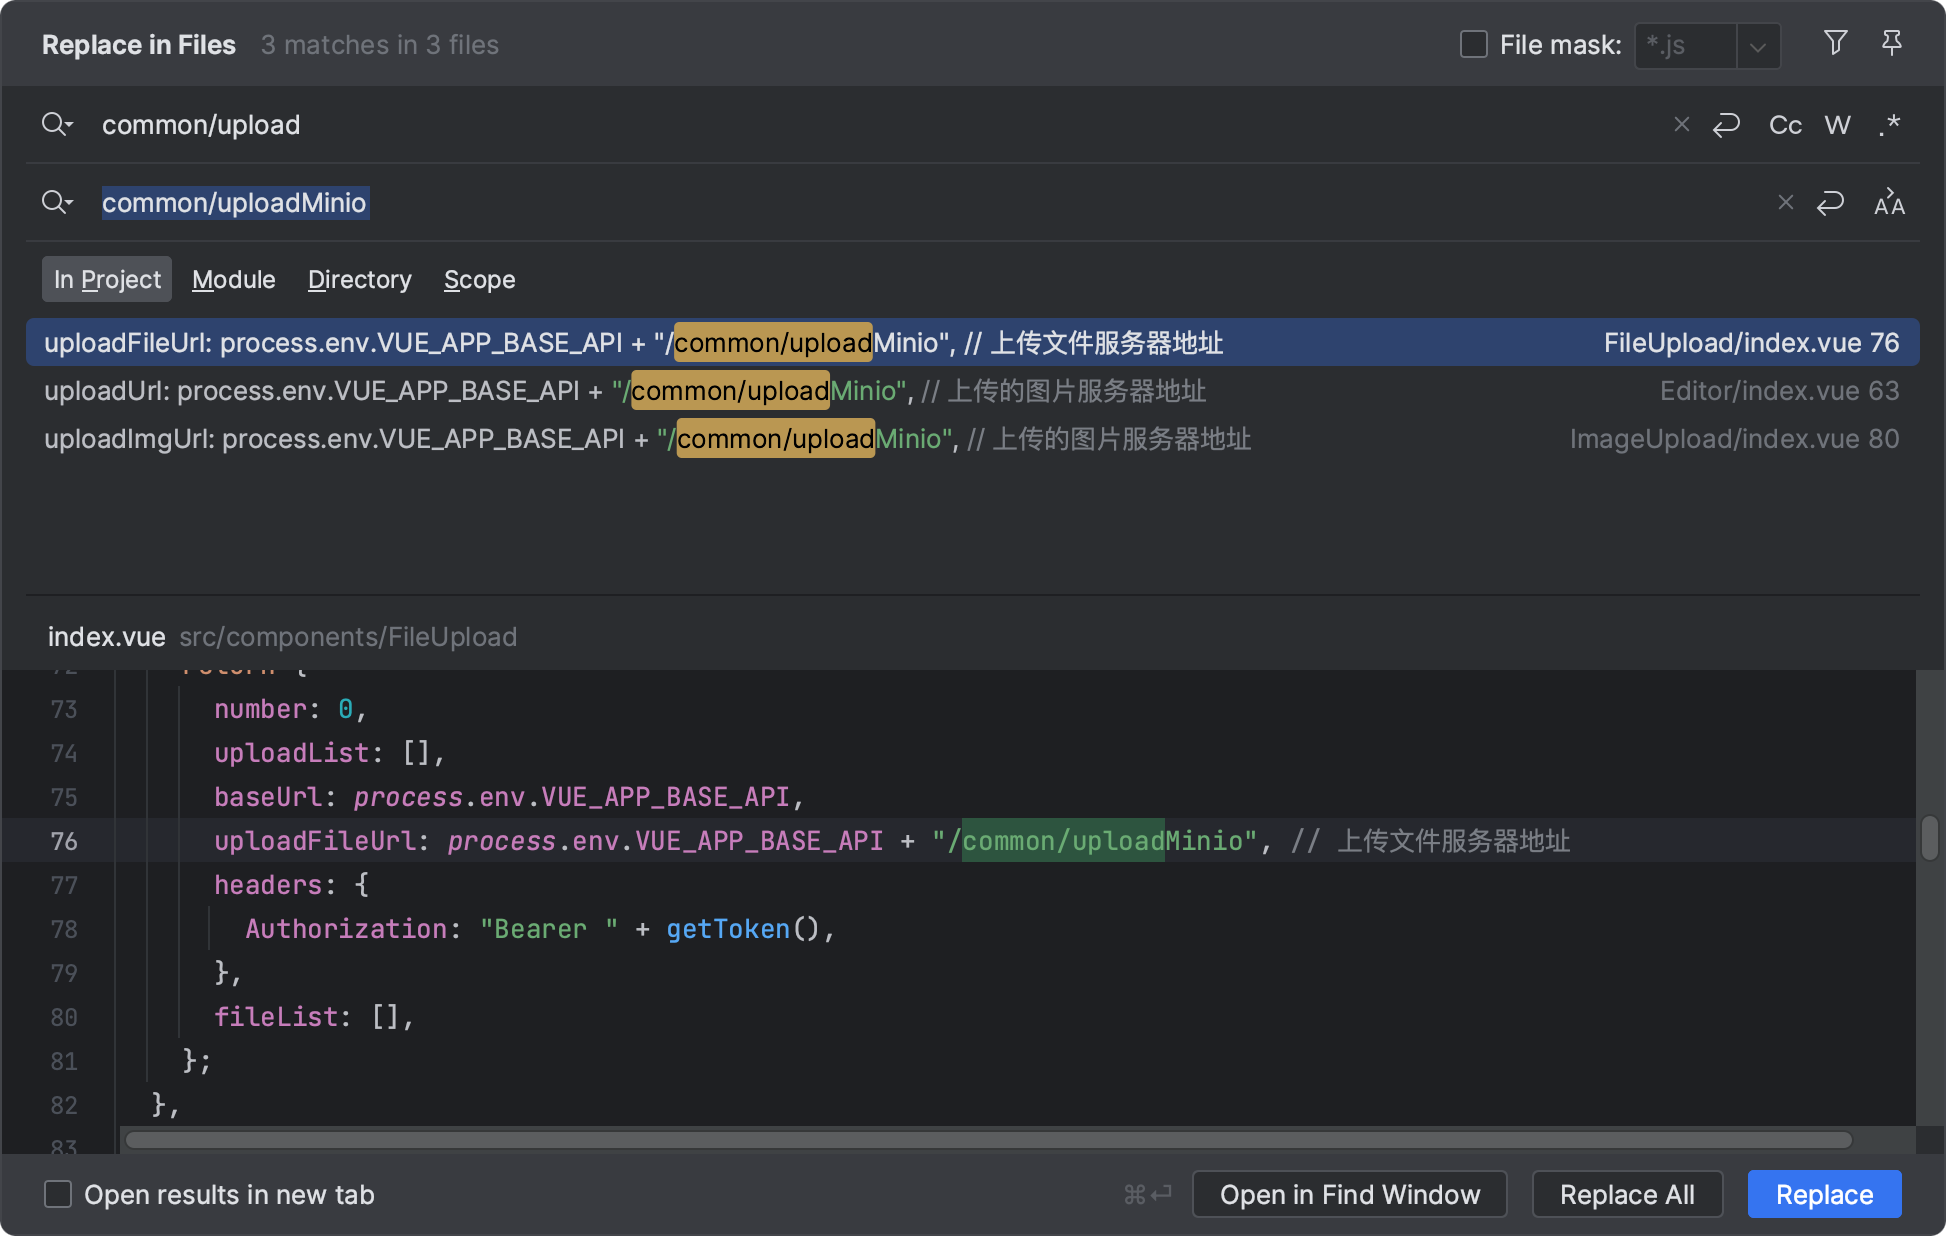 Replace in Files 3 matches in 3 files File mask: *.js
common/upload Cc W .*
common/uploadMinio
In Project Module Directory Scope
uploadFileUrl: process.env.VUE_APP_BASE_API + "/common/uploadMinio", // 上传文件服务器地址 FileUpload/index.vue 76
uploadUrl: process.env.VUE_APP_BASE_API + "/common/uploadMinio", // 上传的图片服务器地址 Editor/index.vue 63
uploadImgUrl: process.env.VUE_APP_BASE_API + "/common/uploadMinio", // 上传的图片服务器地址 ImageUpload/index.vue 80
index.vue src/components/FileUpload
72 return {
73 number: 0,
74 uploadList: [],
75 baseUrl: process.env.VUE_APP_BASE_API,
76 uploadFileUrl: process.env.VUE_APP_BASE_API + "/common/uploadMinio", // 上传文件服务器地址
77 headers: {
78 Authorization: "Bearer " + getToken(),
79 },
80 fileList: [],
81 };
82 },
83
Open results in new tab ⌘↵ Open in Find Window Replace All Replace